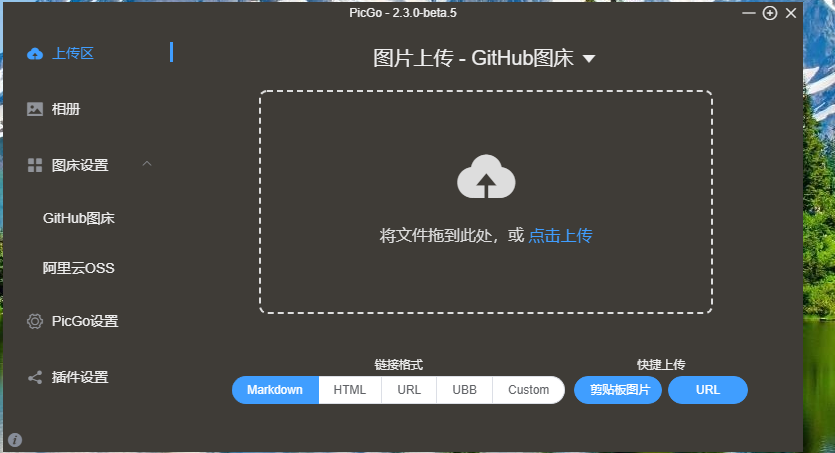 PicGo - 2.3.0-beta.5
上传区
相册
图床设置
GitHub图床
阿里云OSS
PicGo设置
插件设置
图片上传 - GitHub图床
将文件拖到此处，或 点击上传
链接格式
Markdown HTML URL UBB Custom
快捷上传
剪贴板图片 URL